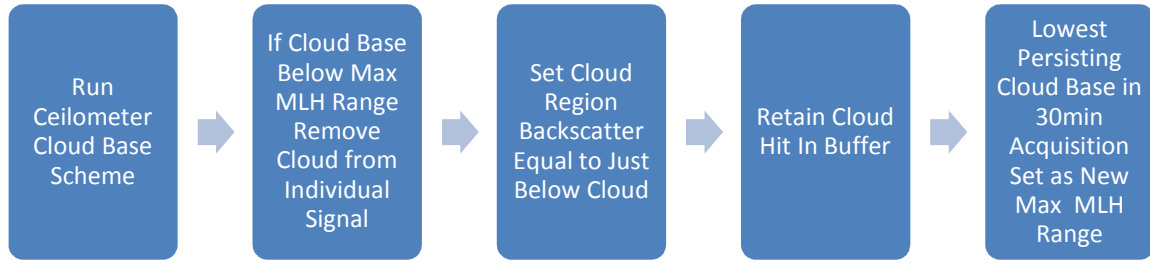 Run
Ceilometer
Cloud Base
Scheme
If Cloud Base
Below Max
MLH Range
Remove
Cloud from
Individual
Signal
Set Cloud
Region
Backscatter
Equal to Just
Below Cloud
Retain Cloud
Hit In Buffer
Lowest
Persisting
Cloud Base in
30min
Acquisition
Set as New
Max  MLH
Range